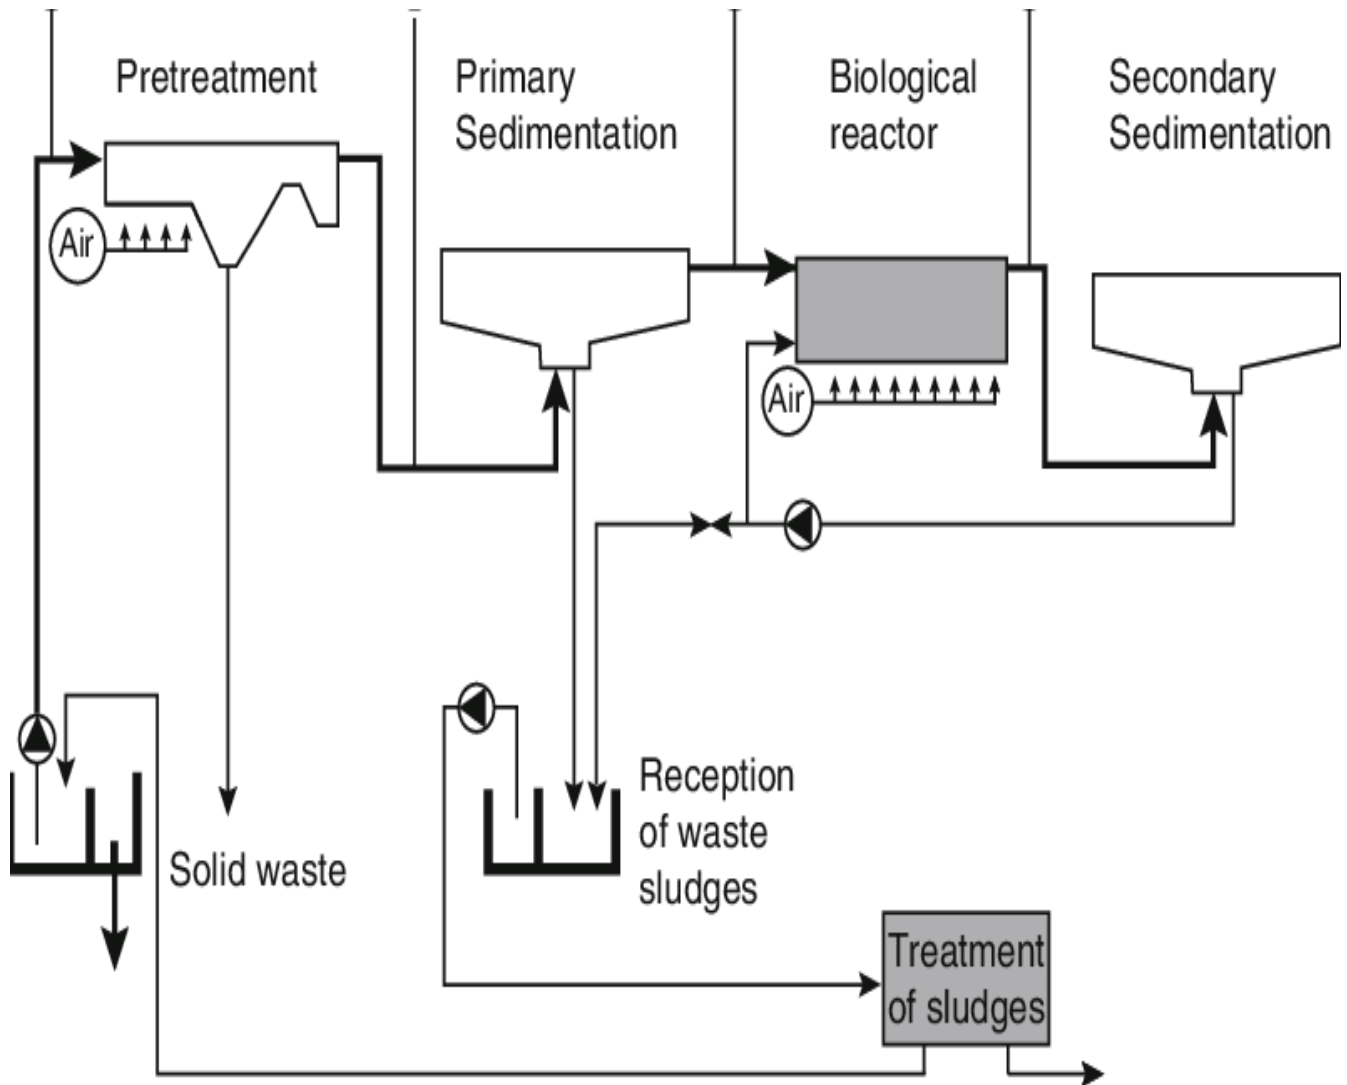 Pretreatment
Primary
Sedimentation
Biological
reactor
Secondary
Sedimentation
Air
Air
Reception
of waste
sludges
Solid waste
Treatment
of sludges